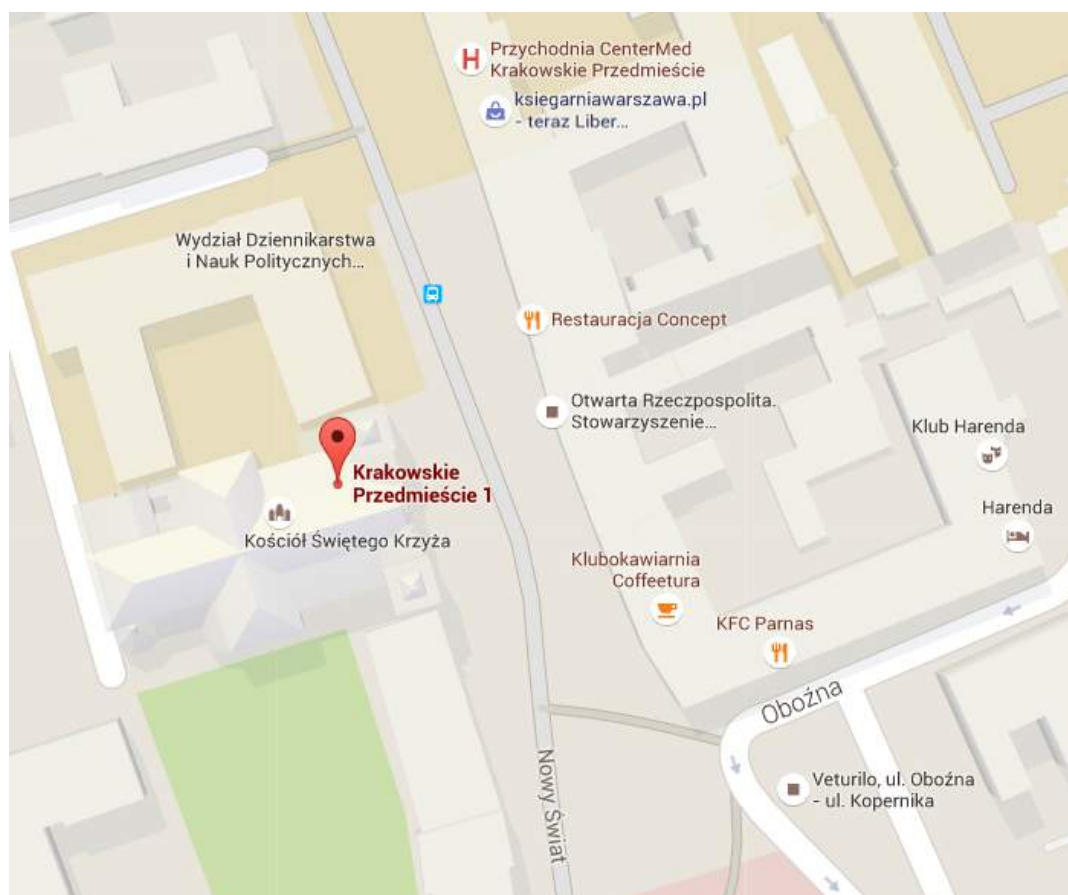 Przychodnia CenterMed
Krakowskie Przedmieście
ksiegarniawarszawa.pl
- teraz Liber...
Wydział Dziennikarstwa
i Nauk Politycznych...
Restauracja Concept
Otwarta Rzeczpospolita.
Stowarzyszenie...
Klub Harenda
Krakowskie
Przedmieście 1
Harenda
Kościół Świętego Krzyża
Klubokawiarnia
Coffeetura
KFC Parnas
Oboźna
Nowy Świat
Veturilo, ul. Oboźna
- ul. Kopernika